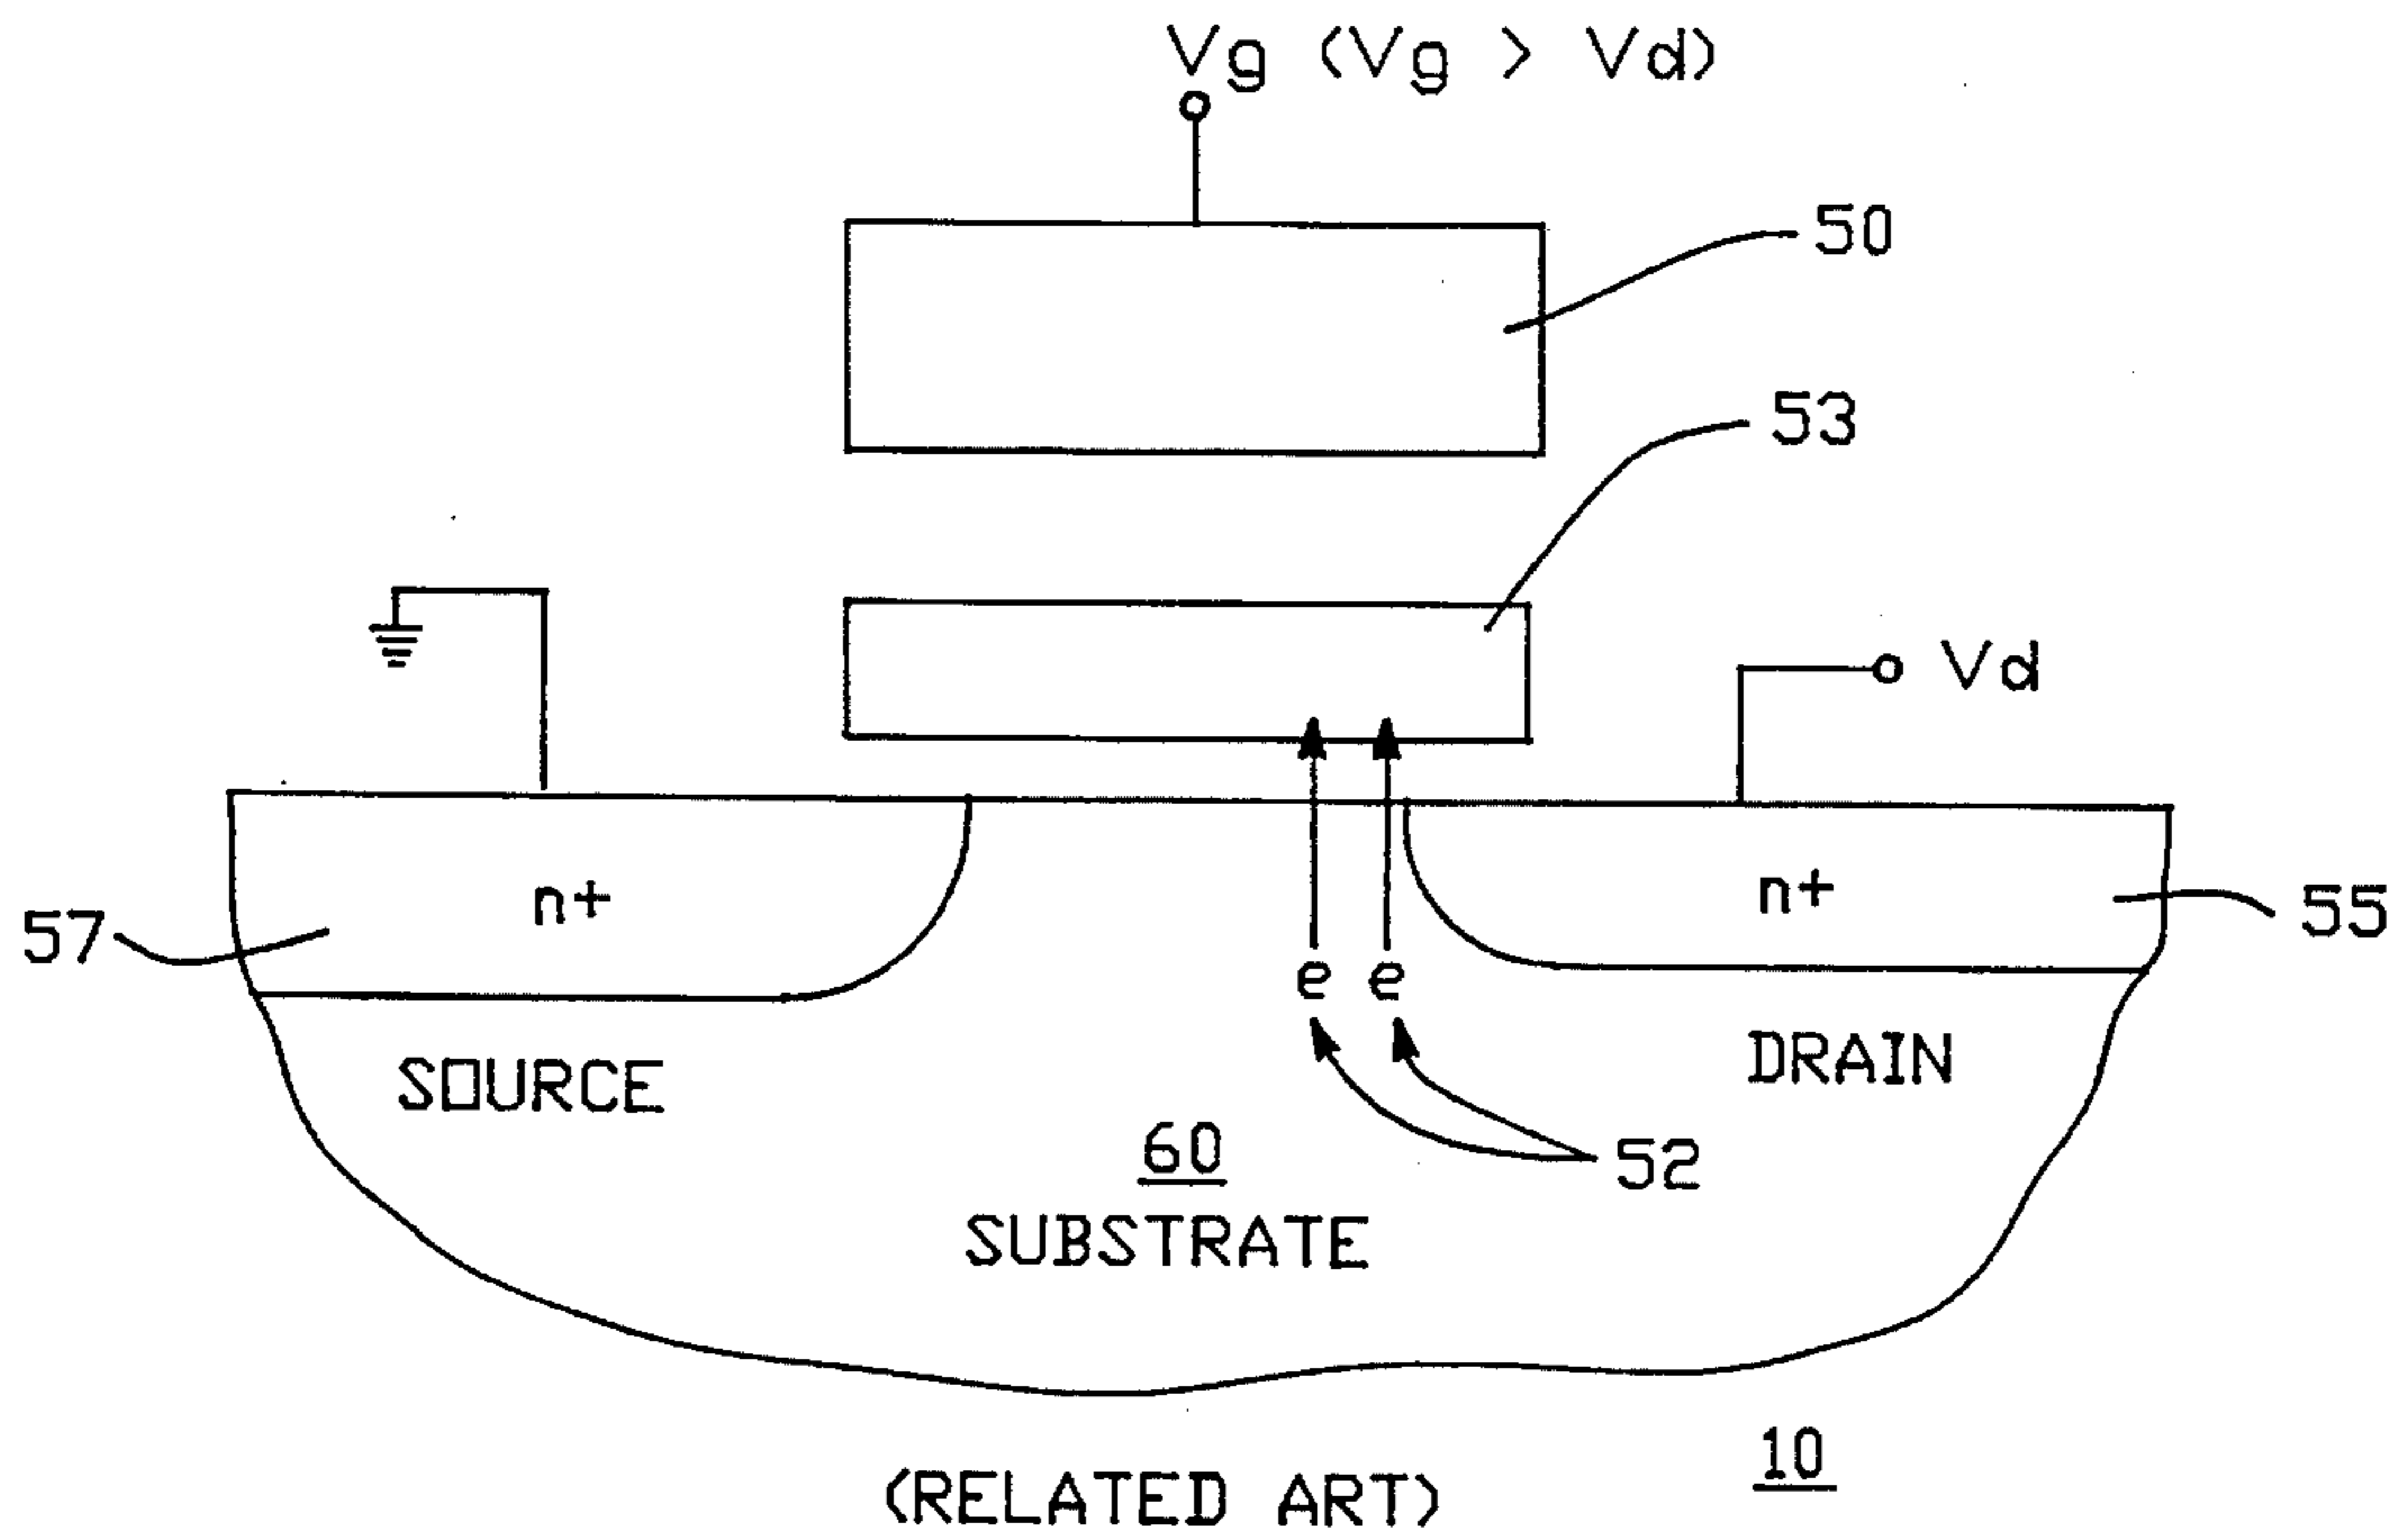 Vg (Vg > Vd)
50
53
Vd
n+
n+
57
55
e e
SOURCE
DRAIN
60
52
SUBSTRATE
10
(RELATED ART)